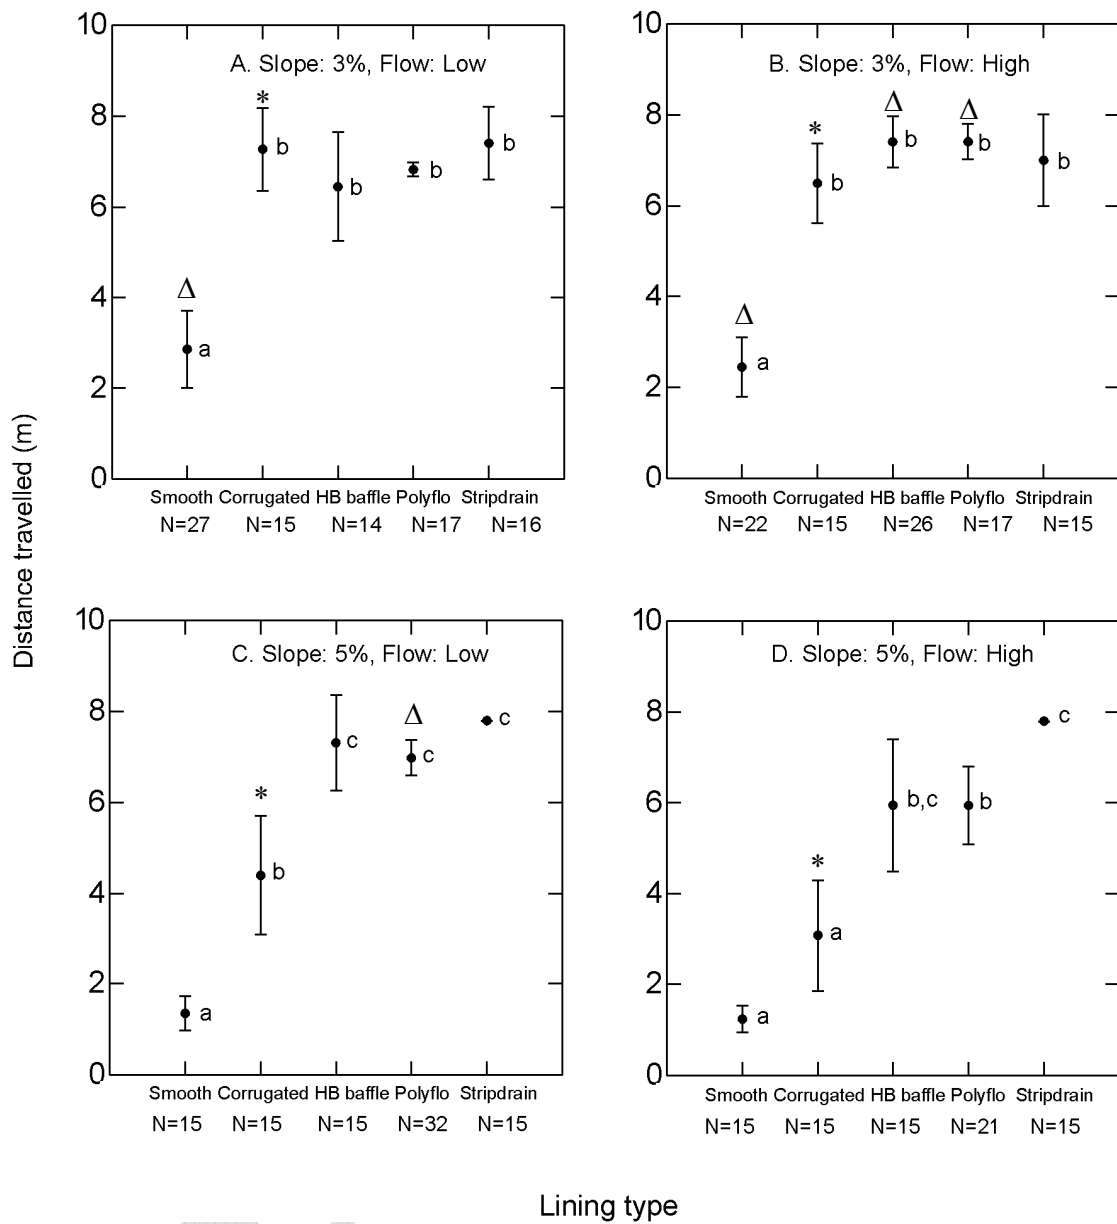 Distance travelled (m)
A. Slope: 3%, Flow: Low
10
8
6
4
2
0
*
Δ
a
b
b
b
b
Smooth Corrugated HB baffle Polyflo Stripdrain
N=27 N=15 N=14 N=17 N=16
B. Slope: 3%, Flow: High
10
8
6
4
2
0
Δ
*
Δ
Δ
a
b
b
b
b
Smooth Corrugated HB baffle Polyflo Stripdrain
N=22 N=15 N=26 N=17 N=15
C. Slope: 5%, Flow: Low
10
8
6
4
2
0
*
Δ
a
b
c
c
c
Smooth Corrugated HB baffle Polyflo Stripdrain
N=15 N=15 N=15 N=32 N=15
D. Slope: 5%, Flow: High
10
8
6
4
2
0
*
a
a
b,c
b
c
Smooth Corrugated HB baffle Polyflo Stripdrain
N=15 N=15 N=15 N=21 N=15
Lining type